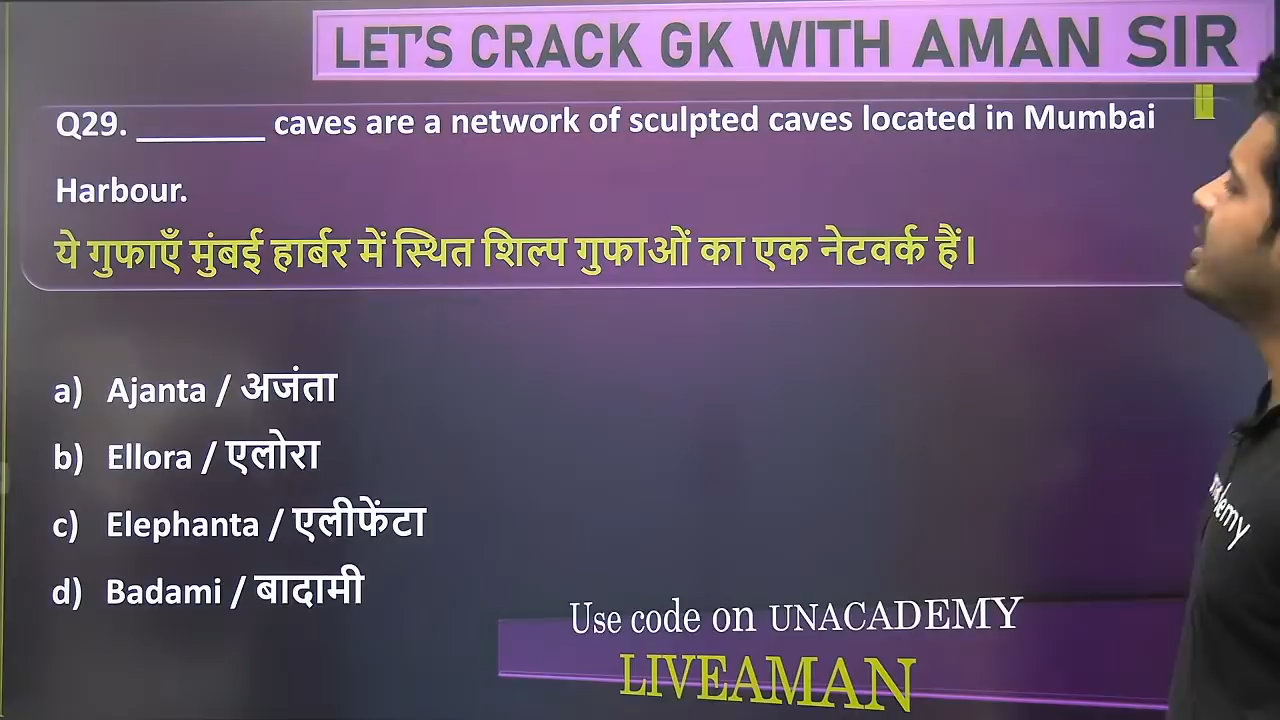 LET'S CRACK GK WITH AMAN SIR
Q29. _______ caves are a network of sculpted caves located in Mumbai
Harbour.
ये गुफाएँ मुंबई हार्बर में स्थित शिल्प गुफाओं का एक नेटवर्क हैं।
a) Ajanta / अजंता
b) Ellora / एलोरा
c) Elephanta / एलीफेंटा
d) Badami / बादामी
Use code on UNACADEMY
LIVEAMAN